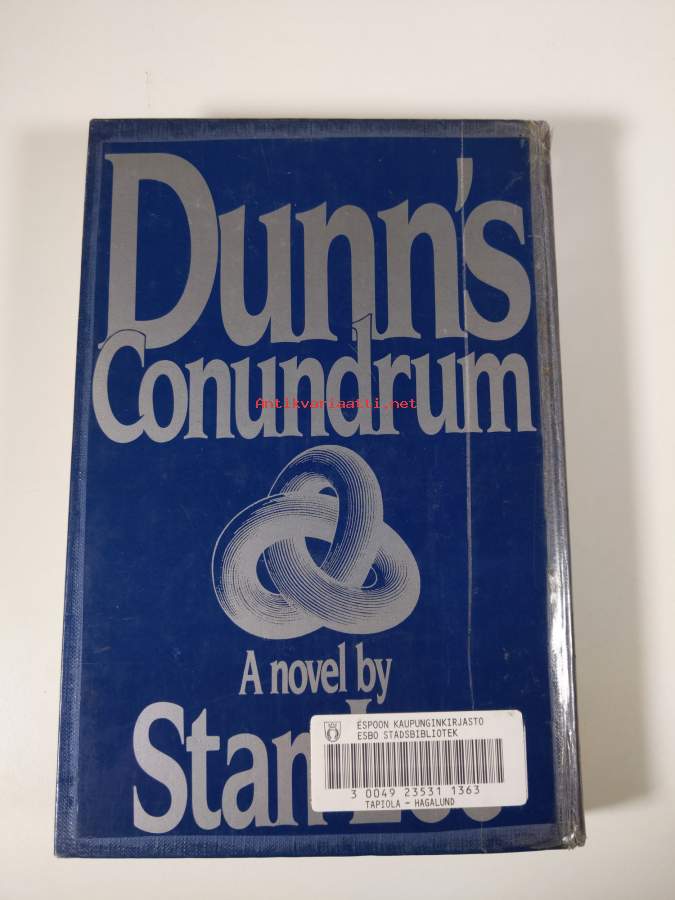 Dunn's
Conundrum
Antikvariaatti.net
A novel by
Stan
ESPOON KAUPUNGINKIRJASTO
ESBO STADSBIBLIOTEK
3 0049 23531 1363
TAPIOLA - HAGALUND